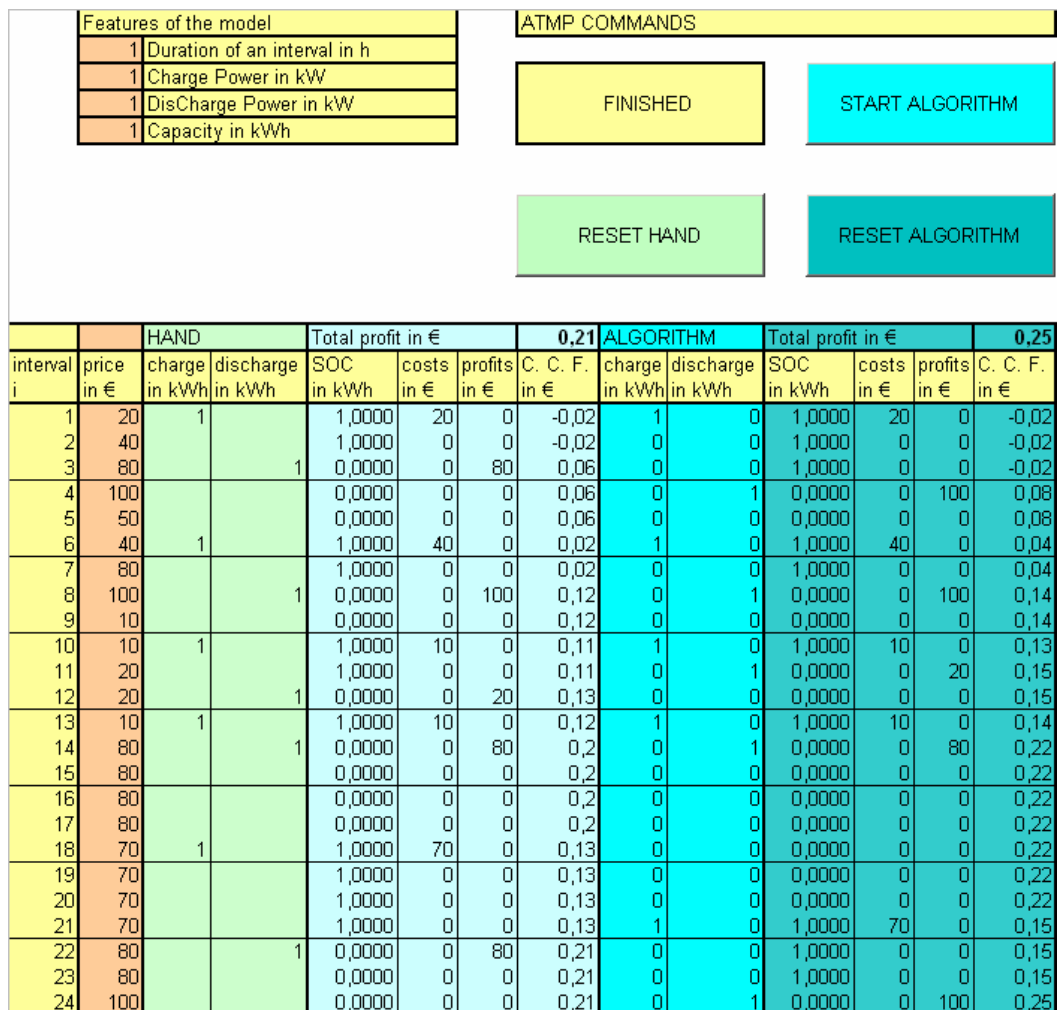 Features of the model ATMP COMMANDS
1 Duration of an interval in h
1 Charge Power in kW
1 DisCharge Power in kW
1 Capacity in kWh
FINISHED START ALGORITHM
RESET HAND RESET ALGORITHM
HAND Total profit in € 0,21 ALGORITHM Total profit in € 0,25
interval price charge discharge SOC costs profits C. C. F. charge discharge SOC costs profits C. C. F.
i in € in kWh in kWh in kWh in € in € in € in kWh in kWh in kWh in € in € in €
1 20 1 1,0000 20 0 -0,02 1 0 1,0000 20 0 -0,02
2 40 1,0000 0 0 -0,02 0 0 1,0000 0 0 -0,02
3 80 1 0,0000 0 80 0,06 0 0 1,0000 0 0 -0,02
4 100 0,0000 0 0 0,06 0 1 0,0000 0 100 0,08
5 50 0,0000 0 0 0,06 0 0 0,0000 0 0 0,08
6 40 1 1,0000 40 0 0,02 1 0 1,0000 40 0 0,04
7 80 1,0000 0 0 0,02 0 0 1,0000 0 0 0,04
8 100 1 0,0000 0 100 0,12 0 1 0,0000 0 100 0,14
9 10 0,0000 0 0 0,12 0 0 0,0000 0 0 0,14
10 10 1 1,0000 10 0 0,11 1 0 1,0000 10 0 0,13
11 20 1,0000 0 0 0,11 0 1 0,0000 0 20 0,15
12 20 1 0,0000 0 20 0,13 0 0 0,0000 0 0 0,15
13 10 1 1,0000 10 0 0,12 1 0 1,0000 10 0 0,14
14 80 1 0,0000 0 80 0,2 0 1 0,0000 0 80 0,22
15 80 0,0000 0 0 0,2 0 0 0,0000 0 0 0,22
16 80 0,0000 0 0 0,2 0 0 0,0000 0 0 0,22
17 80 0,0000 0 0 0,2 0 0 0,0000 0 0 0,22
18 70 1 1,0000 70 0 0,13 0 0 0,0000 0 0 0,22
19 70 1,0000 0 0 0,13 0 0 0,0000 0 0 0,22
20 70 1,0000 0 0 0,13 0 0 0,0000 0 0 0,22
21 70 1,0000 0 0 0,13 1 0 1,0000 70 0 0,15
22 80 1 0,0000 0 80 0,21 0 0 1,0000 0 0 0,15
23 80 0,0000 0 0 0,21 0 0 1,0000 0 0 0,15
24 100 0,0000 0 0 0,21 0 1 0,0000 0 100 0,25